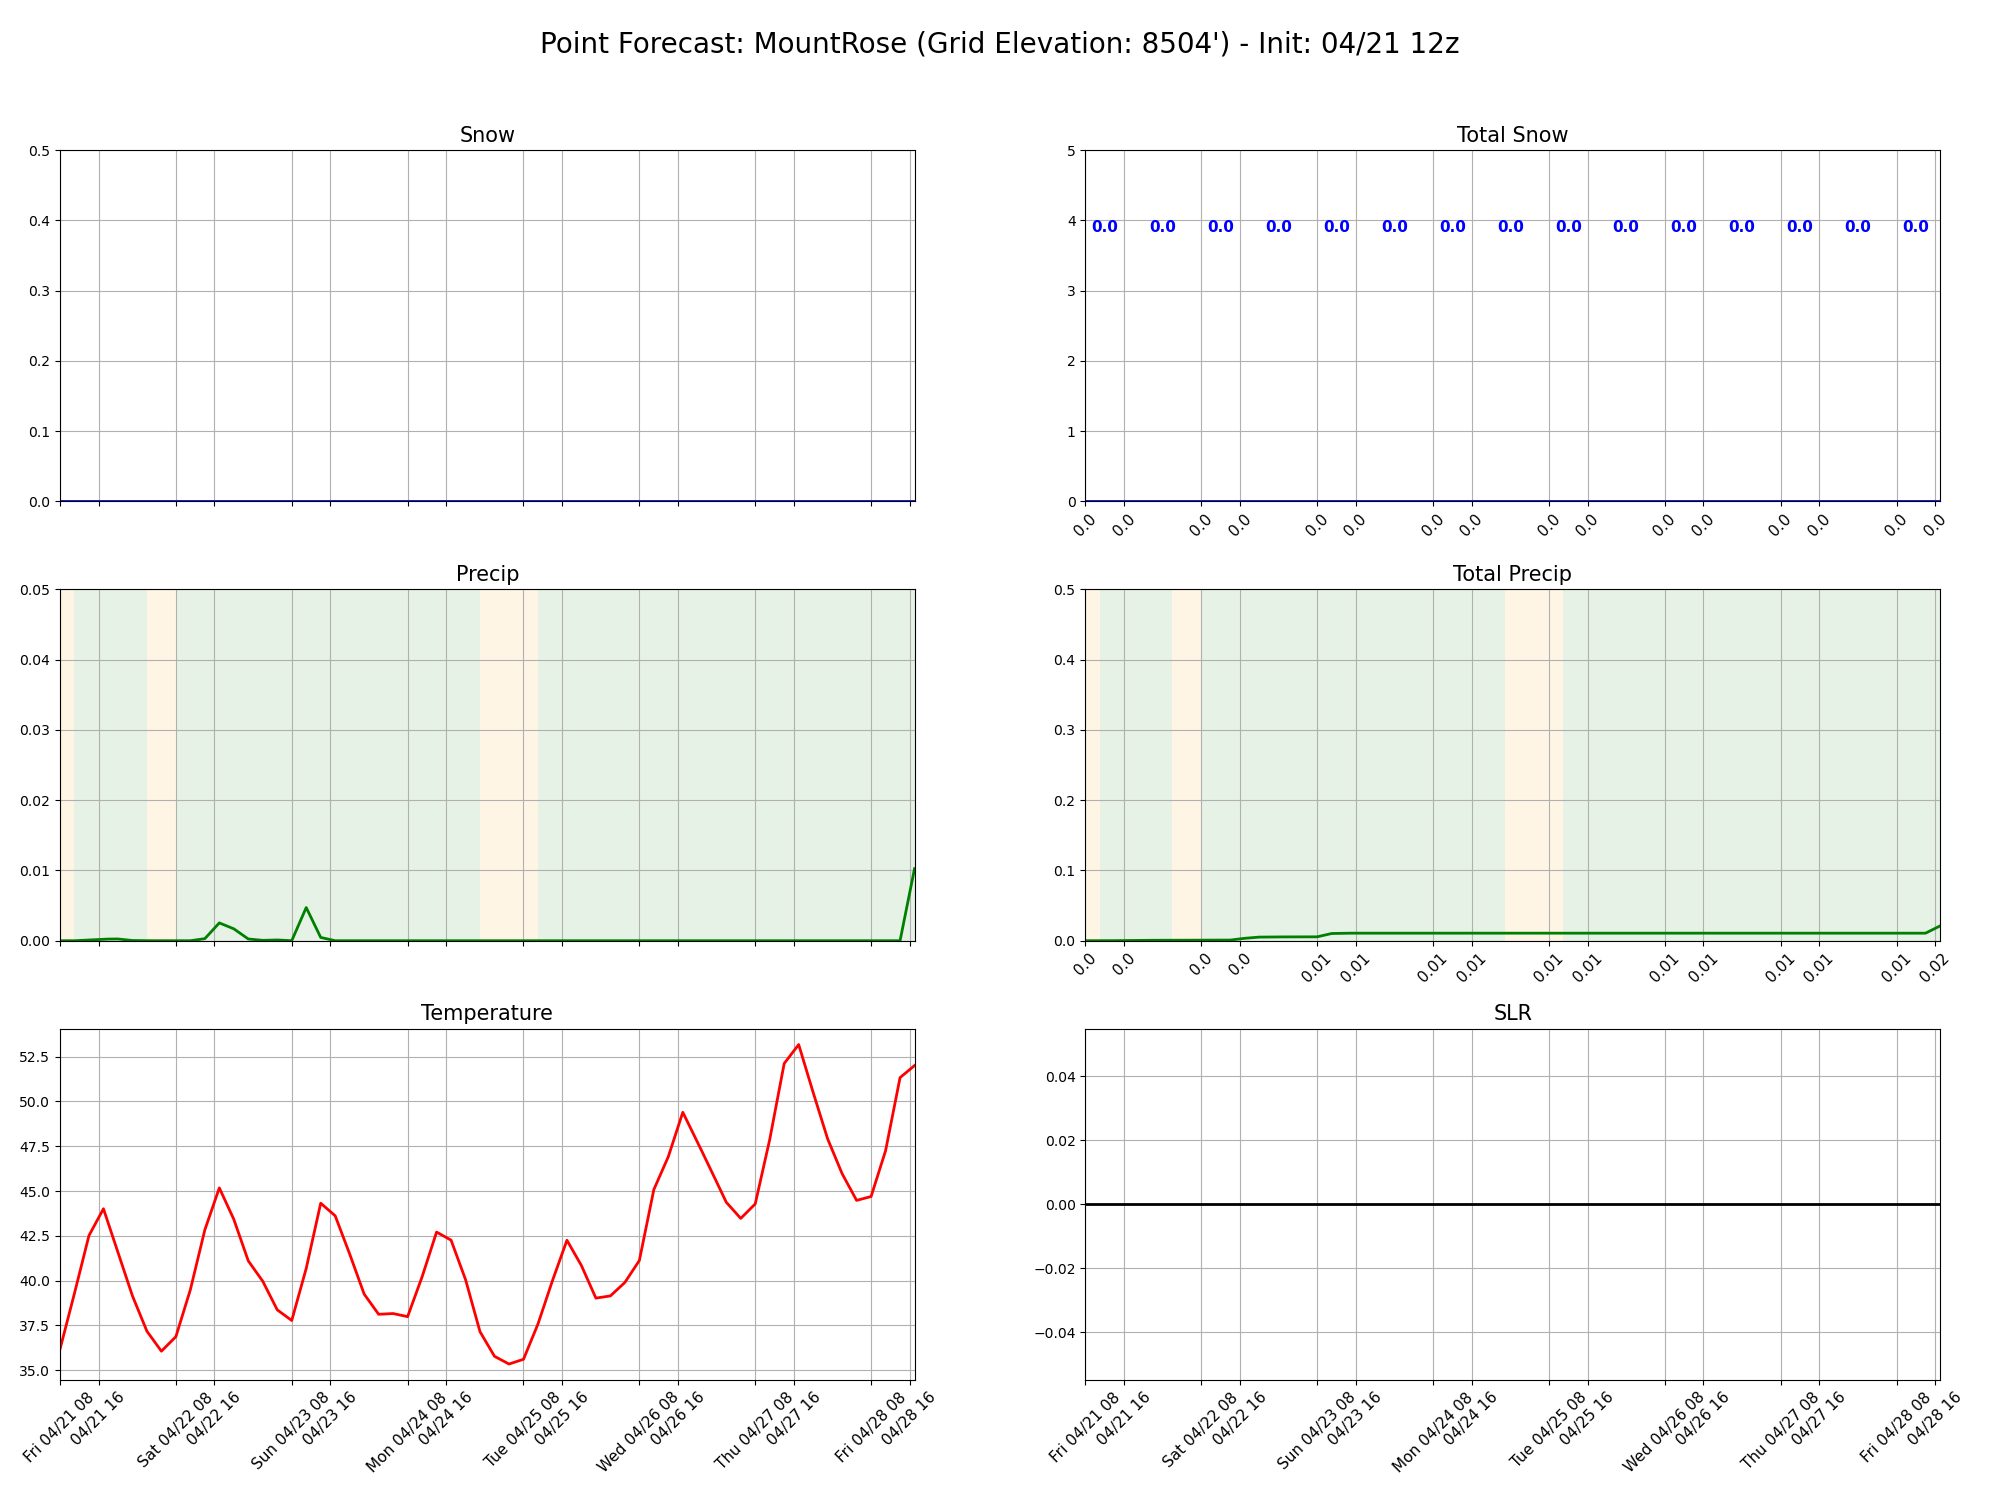 Point Forecast: MountRose (Grid Elevation: 8504') - Init: 04/21 12z
Snow
0.5
0.4
0.3
0.2
0.1
0.0
Total Snow
5
4
3
2
1
0
0.0 0.0 0.0 0.0 0.0 0.0 0.0 0.0 0.0 0.0 0.0 0.0 0.0 0.0 0.0
0.0 0.0 0.0 0.0 0.0 0.0 0.0 0.0 0.0 0.0 0.0 0.0 0.0 0.0 0.0 0.0
Precip
0.05
0.04
0.03
0.02
0.01
0.00
Total Precip
0.5
0.4
0.3
0.2
0.1
0.0
0.0 0.0 0.0 0.0 0.01 0.01 0.01 0.01 0.01 0.01 0.01 0.01 0.01 0.01 0.01 0.02
Temperature
52.5
50.0
47.5
45.0
42.5
40.0
37.5
35.0
Fri 04/21 08
04/21 16
Sat 04/22 08
04/22 16
Sun 04/23 08
04/23 16
Mon 04/24 08
04/24 16
Tue 04/25 08
04/25 16
Wed 04/26 08
04/26 16
Thu 04/27 08
04/27 16
Fri 04/28 08
04/28 16
SLR
0.04
0.02
0.00
−0.02
−0.04
Fri 04/21 08
04/21 16
Sat 04/22 08
04/22 16
Sun 04/23 08
04/23 16
Mon 04/24 08
04/24 16
Tue 04/25 08
04/25 16
Wed 04/26 08
04/26 16
Thu 04/27 08
04/27 16
Fri 04/28 08
04/28 16